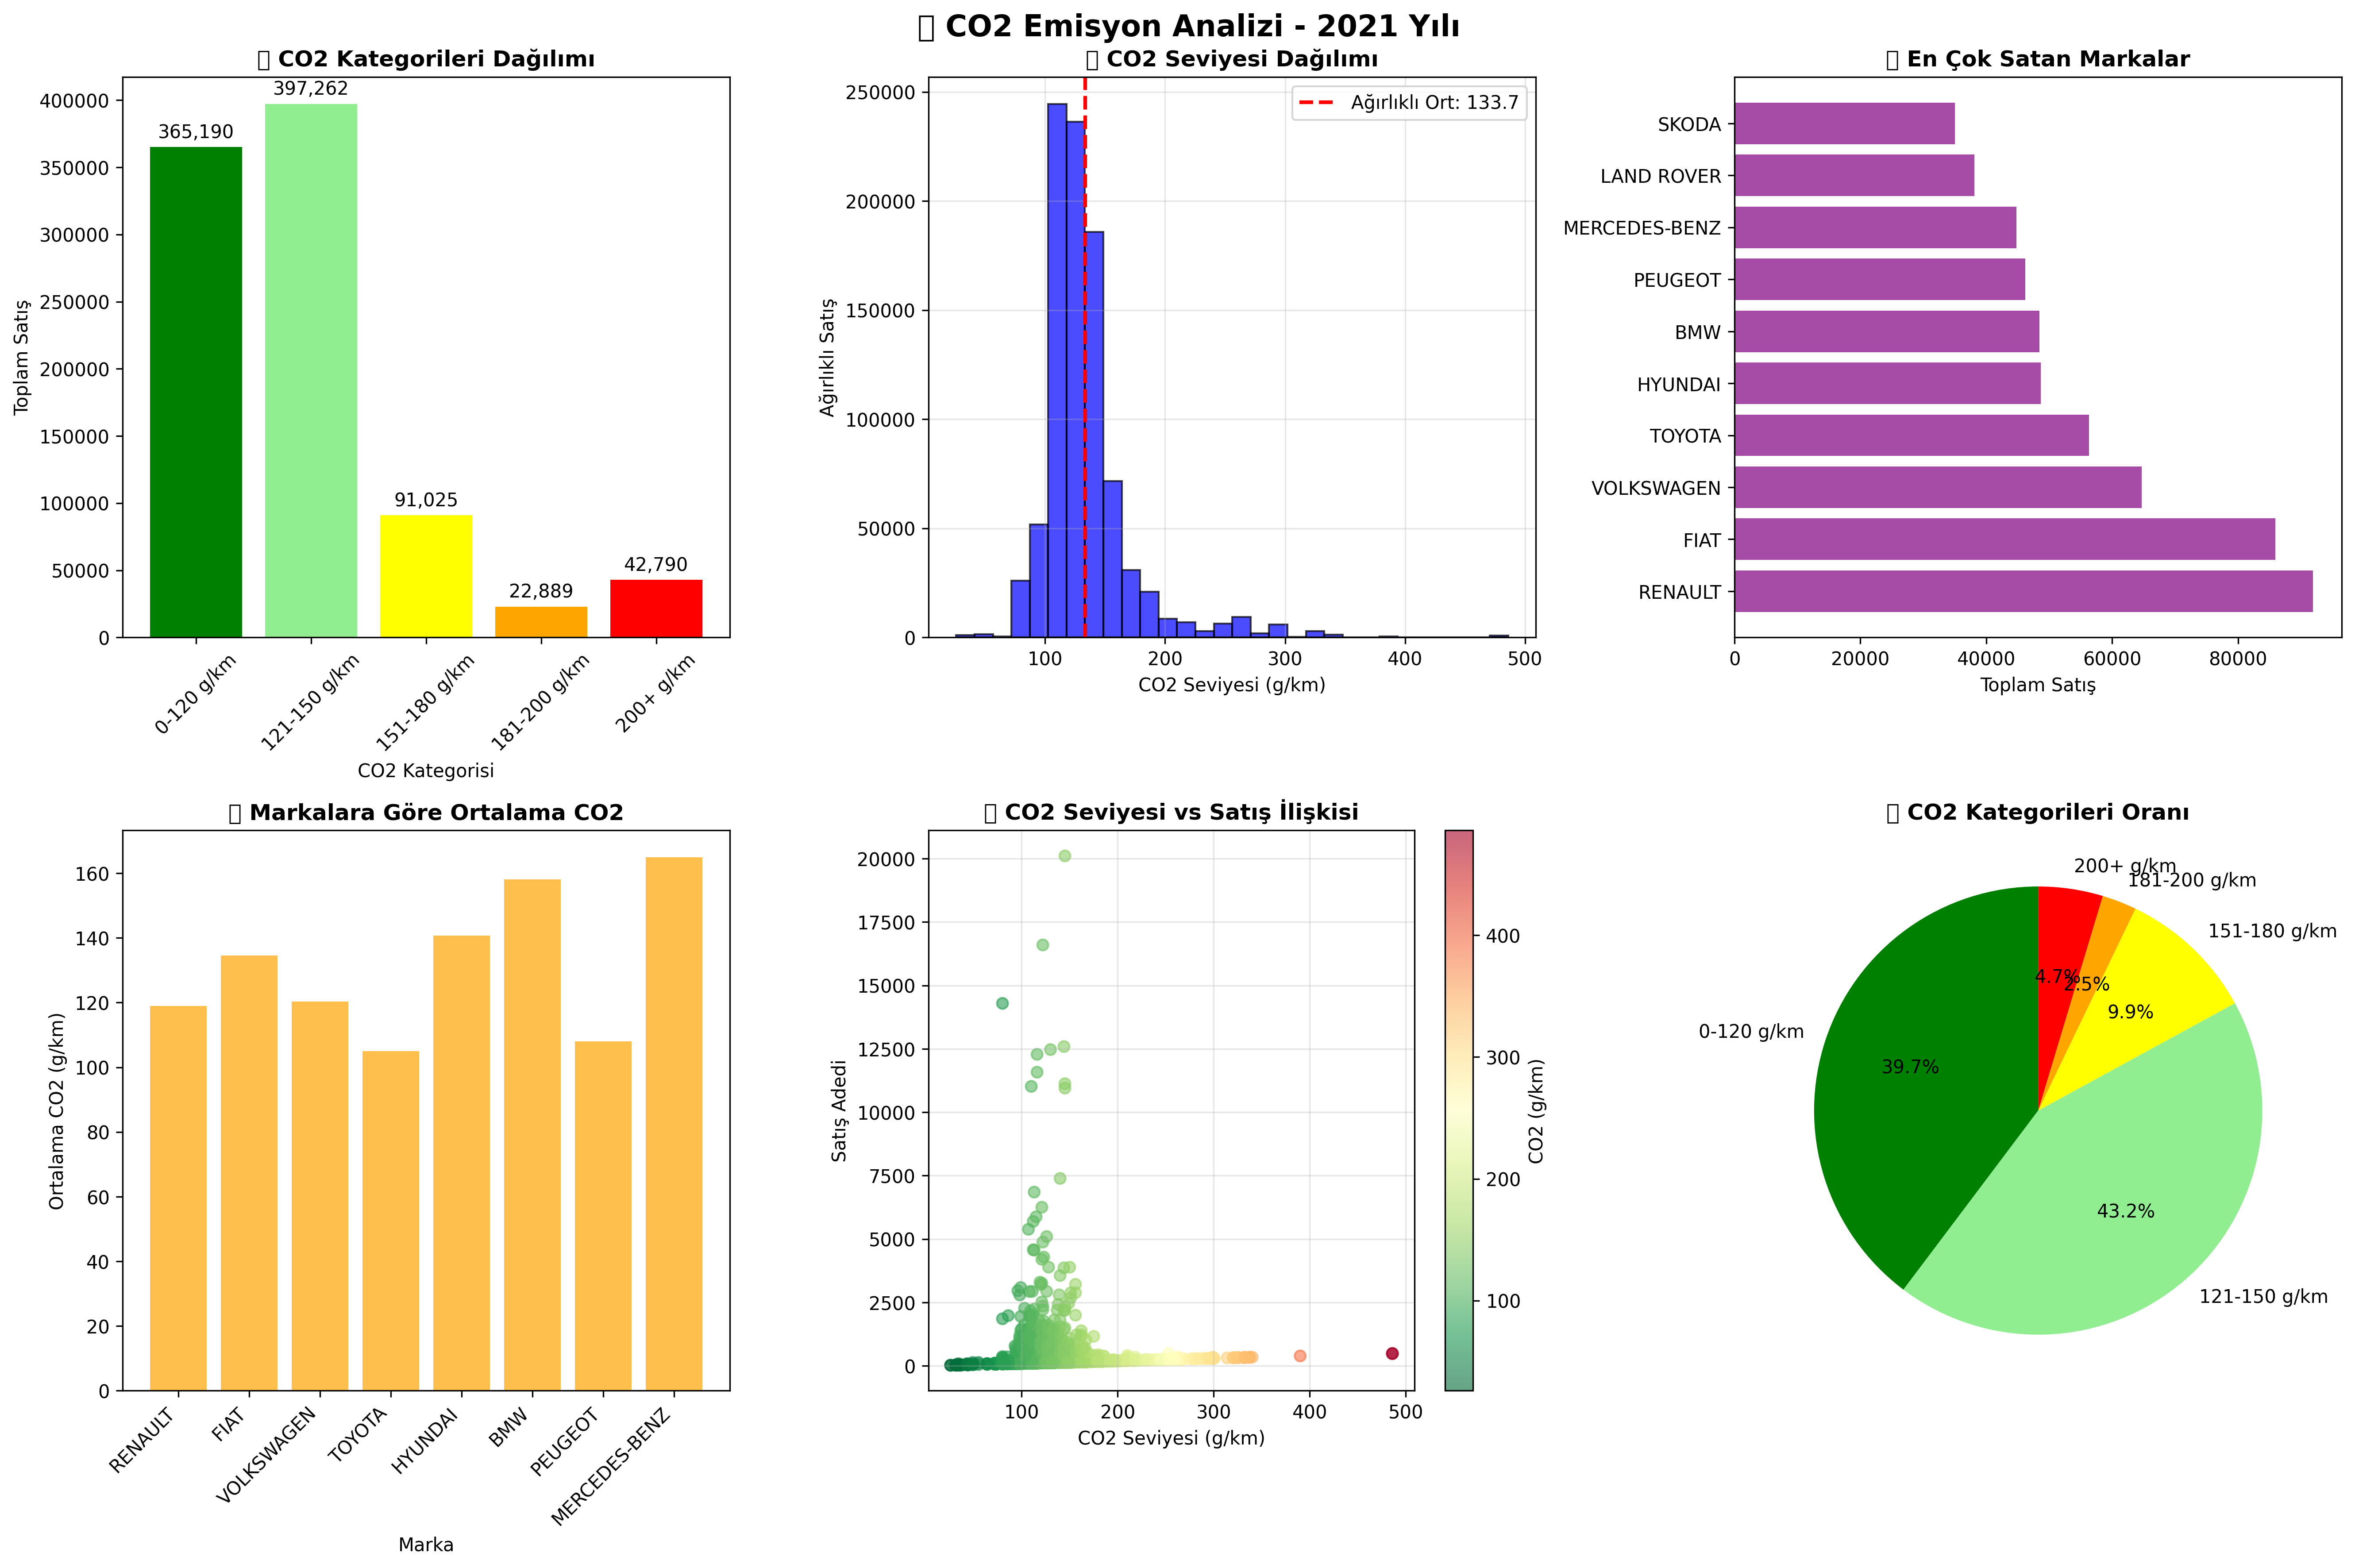 ▯ CO2 Emisyon Analizi - 2021 Yılı
▯ CO2 Kategorileri Dağılımı
Toplam Satış
400000
350000
300000
250000
200000
150000
100000
50000
0
365,190
397,262
91,025
22,889
42,790
0-120 g/km
121-150 g/km
151-180 g/km
181-200 g/km
200+ g/km
CO2 Kategorisi
▯ CO2 Seviyesi Dağılımı
Ağırlıklı Satış
250000
200000
150000
100000
50000
0
Ağırlıklı Ort: 133.7
100
200
300
400
500
CO2 Seviyesi (g/km)
▯ En Çok Satan Markalar
SKODA
LAND ROVER
MERCEDES-BENZ
PEUGEOT
BMW
HYUNDAI
TOYOTA
VOLKSWAGEN
FIAT
RENAULT
0
20000
40000
60000
80000
Toplam Satış
▯ Markalara Göre Ortalama CO2
Ortalama CO2 (g/km)
160
140
120
100
80
60
40
20
0
RENAULT
FIAT
VOLKSWAGEN
TOYOTA
HYUNDAI
BMW
PEUGEOT
MERCEDES-BENZ
Marka
▯ CO2 Seviyesi vs Satış İlişkisi
Satış Adedi
20000
17500
15000
12500
10000
7500
5000
2500
0
100
200
300
400
500
CO2 Seviyesi (g/km)
400
300
200
100
CO2 (g/km)
▯ CO2 Kategorileri Oranı
200+ g/km
181-200 g/km
151-180 g/km
0-120 g/km
121-150 g/km
4.7%
2.5%
9.9%
39.7%
43.2%